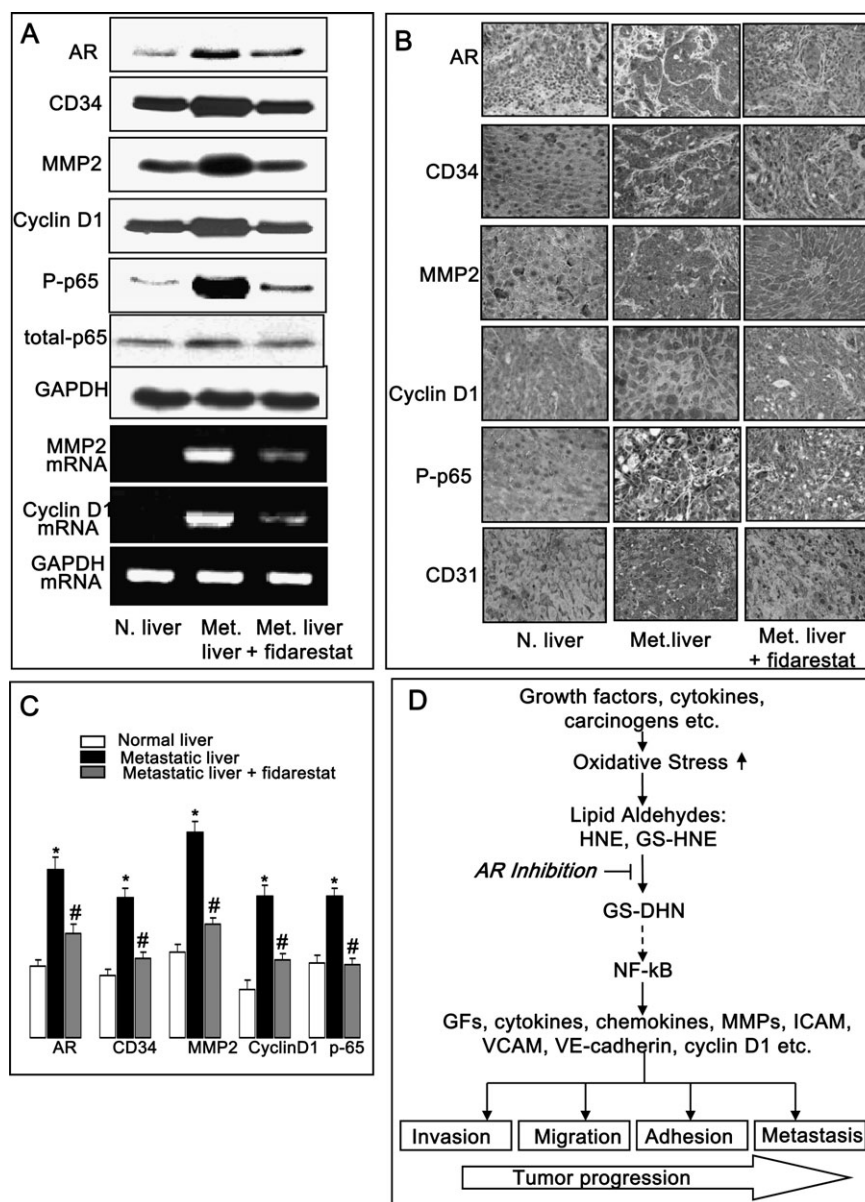 A
AR
CD34
MMP2
Cyclin D1
P-p65
total-p65
GAPDH
MMP2
mRNA
Cyclin D1
mRNA
GAPDH
mRNA
N. liver
Met.
liver
Met. liver
+ fidarestat
B
AR
CD34
MMP2
Cyclin D1
P-p65
CD31
N. liver
Met.liver
Met. liver
+ fidarestat
C
Normal liver
Metastatic liver
Metastatic liver + fidarestat
* * * * *
# # # # #
AR CD34 MMP2 CyclinD1 p-65
D
Growth factors, cytokines,
carcinogens etc.
Oxidative Stress
Lipid Aldehydes:
HNE, GS-HNE
AR Inhibition
GS-DHN
NF-kB
GFs, cytokines, chemokines, MMPs, ICAM,
VCAM, VE-cadherin, cyclin D1 etc.
Invasion Migration Adhesion Metastasis
Tumor progression